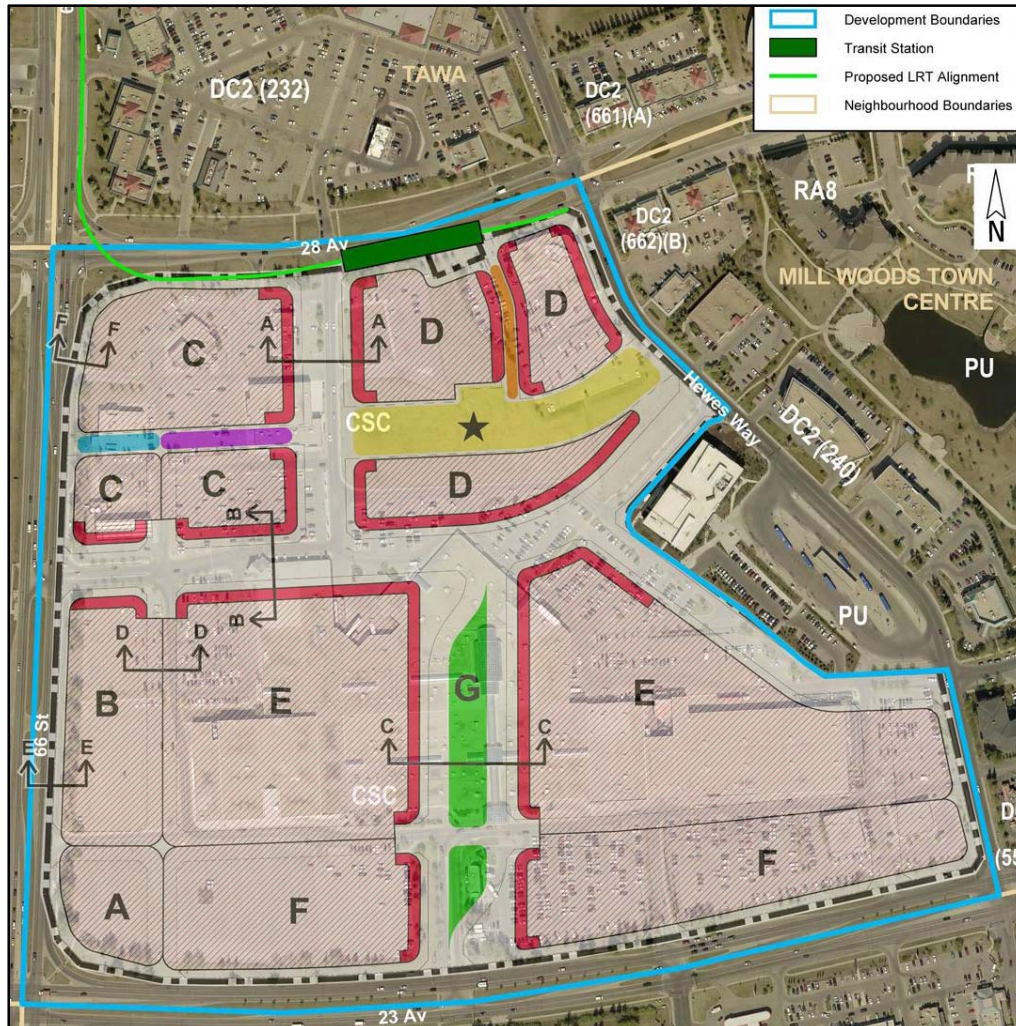 Development Boundaries
Transit Station
Proposed LRT Alignment
Neighbourhood Boundaries
N
TAWA
DC2 (232)
DC2
(661)(A)
RA8
DC2
(662)(B)
MILL WOODS TOWN
CENTRE
PU
28 Av
F
F
C
A
A
D
D
CSC
Hewes Way
DC2 (240)
C
C
B
D
B
D
D
PU
B
E
G
E
66 St
E
E
C
C
CSC
A
F
F
D
(55
23 Av